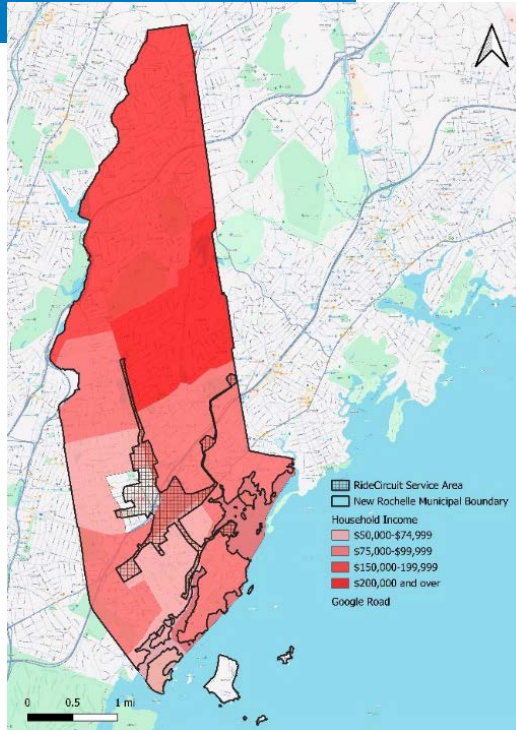 RideCircuit Service Area
New Rochelle Municipal Boundary
Household Income
$50,000-$74,999
$75,000-$99,999
$150,000-199,999
$200,000 and over
Google Road
0 0.5 1 mi